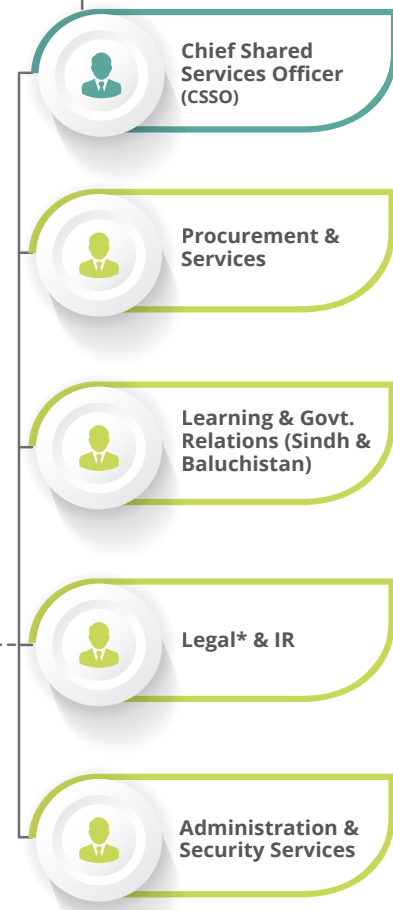 Chief Shared
Services Officer
(CSSO)
Procurement &
Services
Learning & Govt.
Relations (Sindh &
Baluchistan)
Legal* & IR
Administration &
Security Services